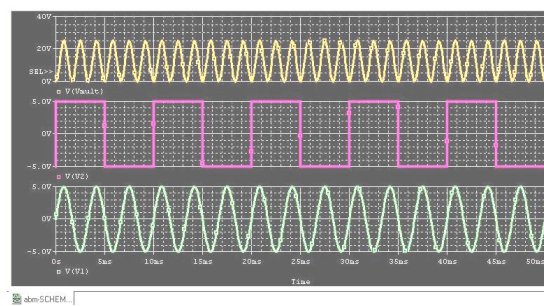 40V
20V
SEL>>
0V
V(Vmult)
5.0V
0V
-5.0V
V(V2)
5.0V
0V
-5.0V
0s 5ms 10ms 15ms 20ms 25ms 30ms 35ms 40ms 45ms 50ms
V(V1)
Time
abm-SCHEM...